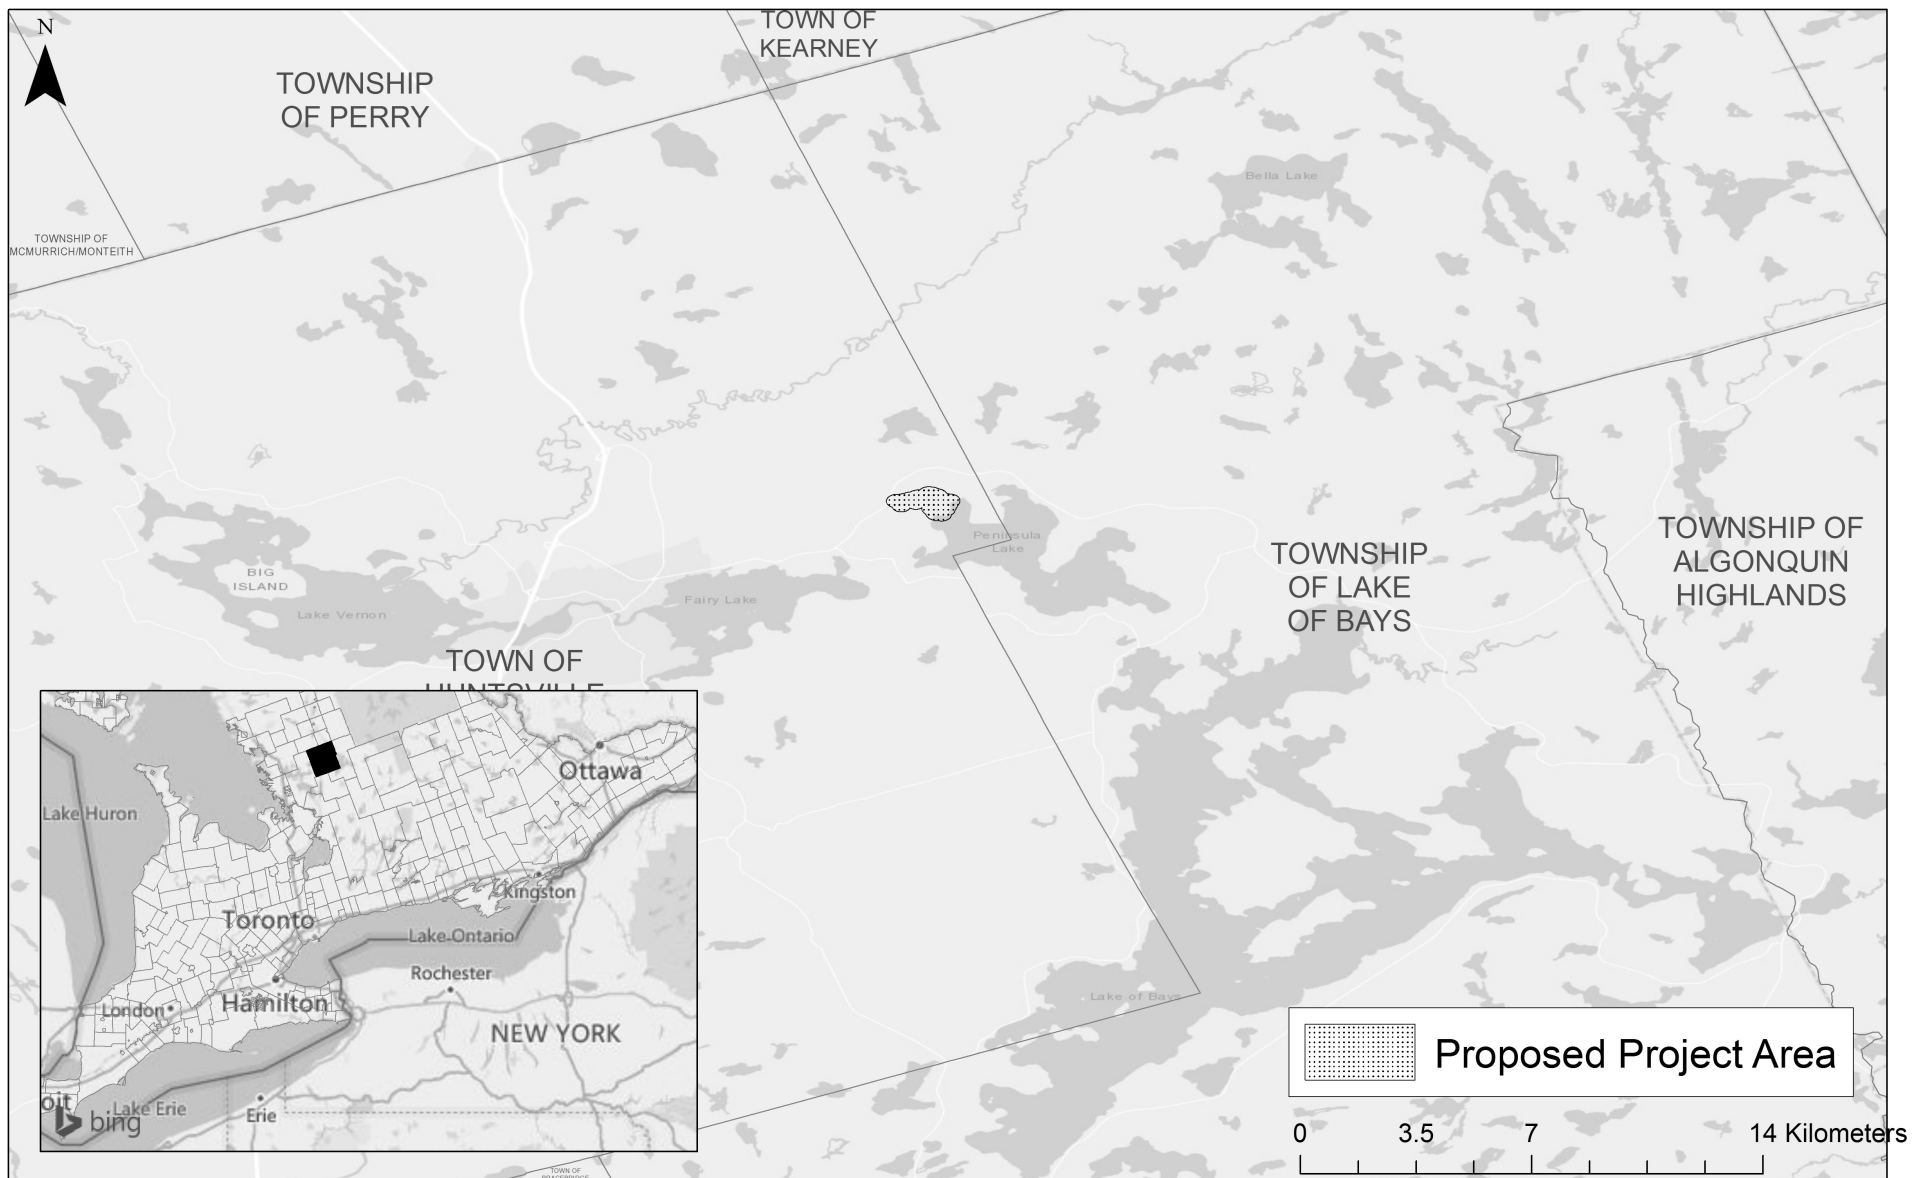 N
TOWN OF
KEARNEY
TOWNSHIP
OF PERRY
Bella Lake
TOWNSHIP OF
MCMURRICH/MONTEITH
Peninsula
Lake
TOWNSHIP
OF LAKE
OF BAYS
TOWNSHIP OF
ALGONQUIN
HIGHLANDS
BIG
ISLAND
Lake Vernon
Fairy Lake
TOWN OF
HUNTSVILLE
Ottawa
Lake Huron
Kingston
Toronto
Lake Ontario
Rochester
Hamilton
London
NEW YORK
Lake of Bays
oit
Lake Erie
Erie
bing
Proposed Project Area
0 3.5 7 14 Kilometers
TOWN OF
BRACEBRIDGE